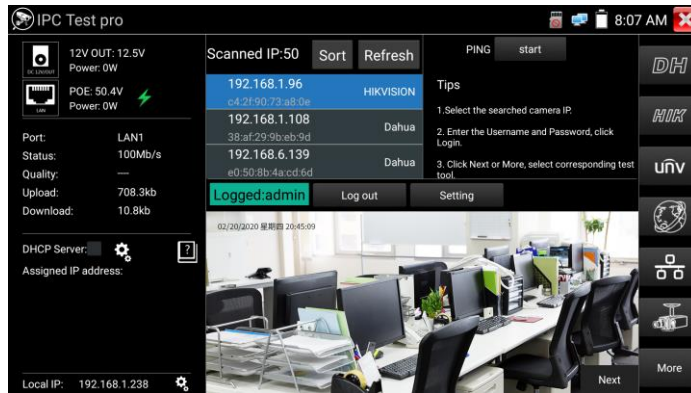 IPC Test pro
8:07 AM
12V OUT: 12.5V
Power: 0W
DC 12V/OUT
POE: 50.4V
Power: 0W
LAN
Port: LAN1
Status: 100Mb/s
Quality: —
Upload: 708.3kb
Download: 10.8kb
DHCP Server:
?
Assigned IP address:
Local IP: 192.168.1.238
Scanned IP:50
Sort
Refresh
192.168.1.96
c4:2f:90:73:a8:0e
HIKVISION
192.168.1.108
38:af:29:9b:eb:9d
Dahua
192.168.6.139
e0:50:8b:4a:cd:6d
Dahua
PING
start
Tips
1.Select the searched camera IP.
2. Enter the Username and Password, click
Login.
3. Click Next or More, select corresponding test
tool.
Logged:admin
Log out
Setting
02/20/2020 星期四 20:45:09
Next
DH
HIK
unv
More